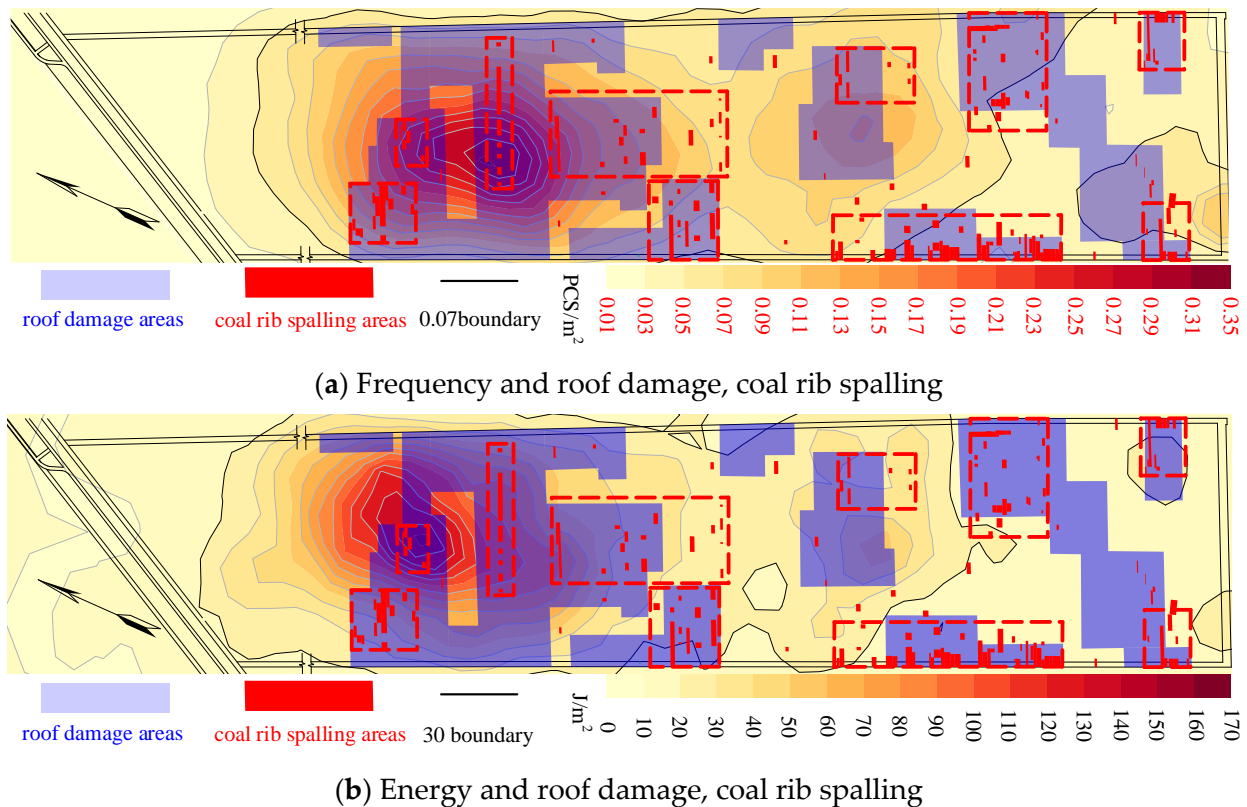 PCS/m²
0.01 0.03 0.05 0.07 0.09 0.11 0.13 0.15 0.17 0.19 0.21 0.23 0.25 0.27 0.29 0.31 0.35
roof damage areas coal rib spalling areas 0.07boundary
(a) Frequency and roof damage, coal rib spalling
J/m²
0 10 20 30 40 50 60 70 80 90 100 110 120 130 140 150 160 170
roof damage areas coal rib spalling areas 30 boundary
(b) Energy and roof damage, coal rib spalling